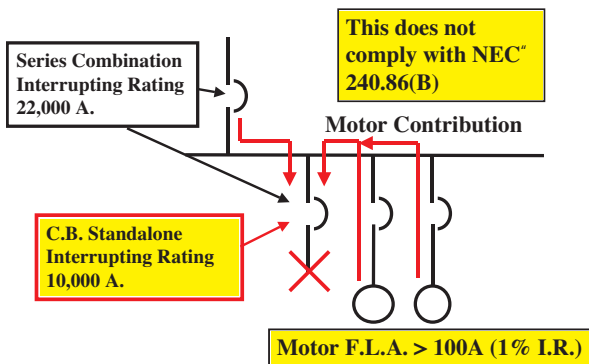 Series Combination
Interrupting Rating
22,000 A.
This does not
comply with NEC"
240.86(B)
Motor Contribution
C.B. Standalone
Interrupting Rating
10,000 A.
Motor F.L.A. > 100A (1% I.R.)